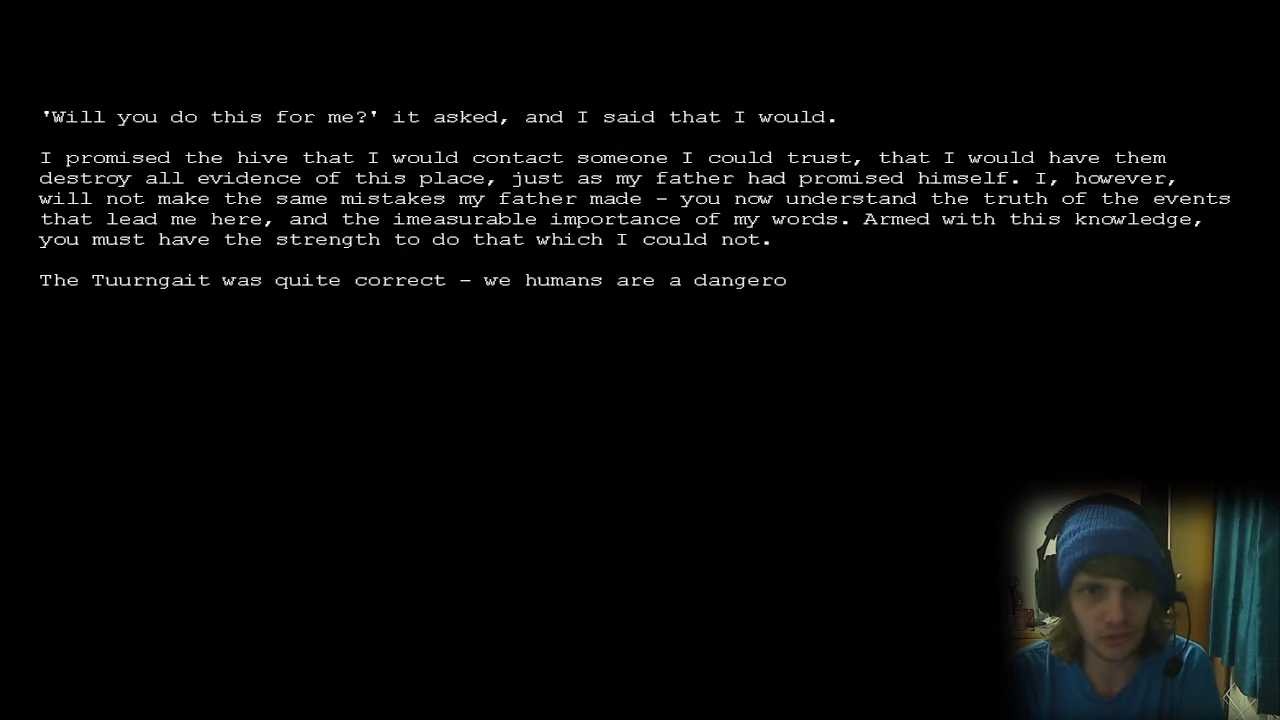 'Will you do this for me?' it asked, and I said that I would.
I promised the hive that I would contact someone I could trust, that I would have them
destroy all evidence of this place, just as my father had promised himself. I, however,
will not make the same mistakes my father made - you now understand the truth of the events
that lead me here, and the imeasurable importance of my words. Armed with this knowledge,
you must have the strength to do that which I could not.
The Tuurngait was quite correct - we humans are a dangero